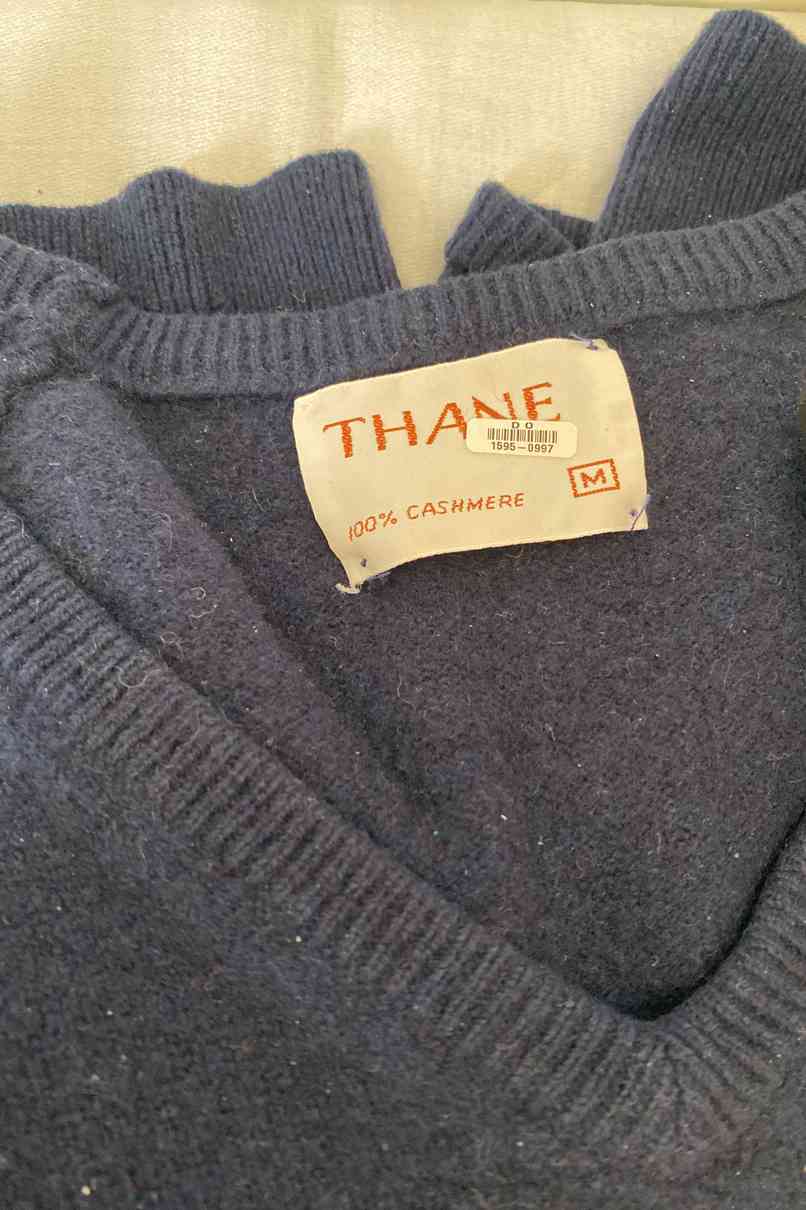 THANE
D O
1595-0997
M
100% CASHMERE